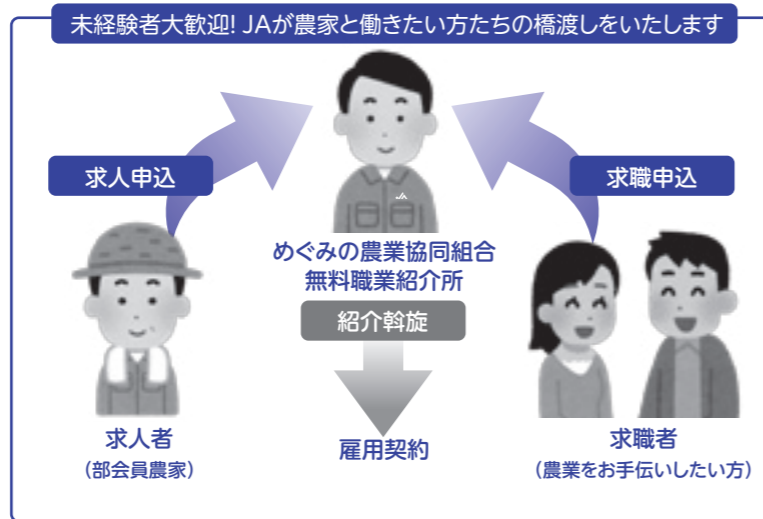 未経験者大歓迎! JAが農家と働きたい方たちの橋渡しをいたします
求人申込
求職申込
JA
めぐみの農業協同組合
無料職業紹介所
紹介斡旋
求人者
(部会員農家)
雇用契約
求職者
(農業をお手伝いしたい方)